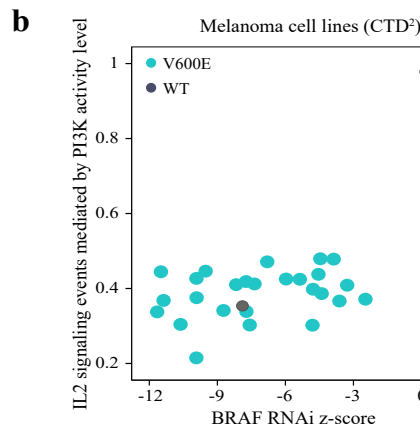 b
Melanoma cell lines (CTD²)
IL2 signaling events mediated by PI3K activity level
V600E
WT
1
0.8
0.6
0.4
0.2
-12 -9 -6 -3
BRAF RNAi z-score